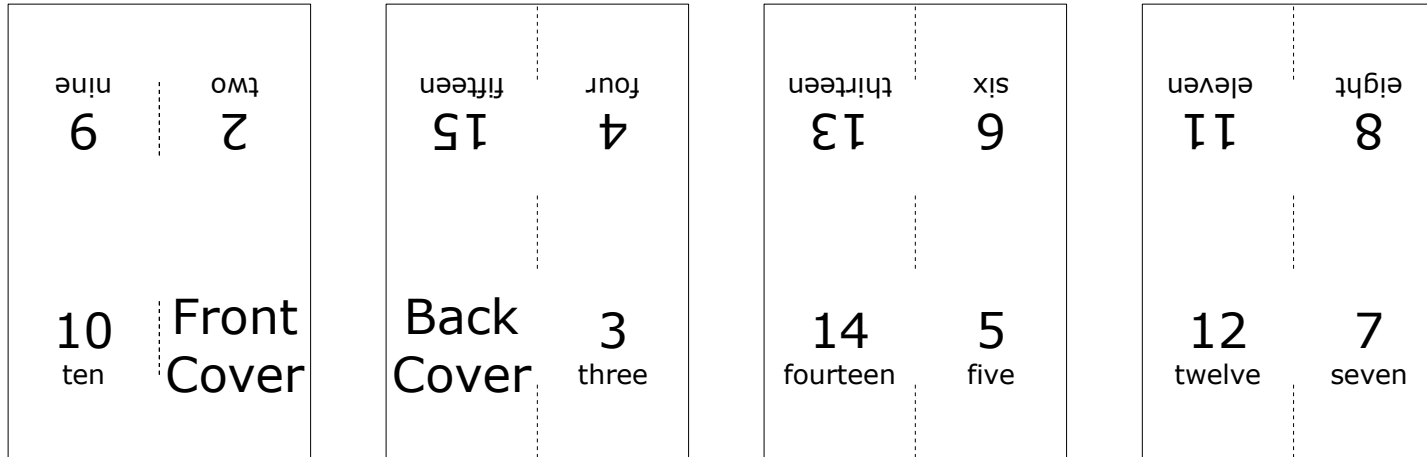 nine
9
two
2
10
ten
Front
Cover
fifteen
15
four
4
Back
Cover
3
three
thirteen
13
six
6
14
fourteen
5
five
eleven
11
eight
8
12
twelve
7
seven